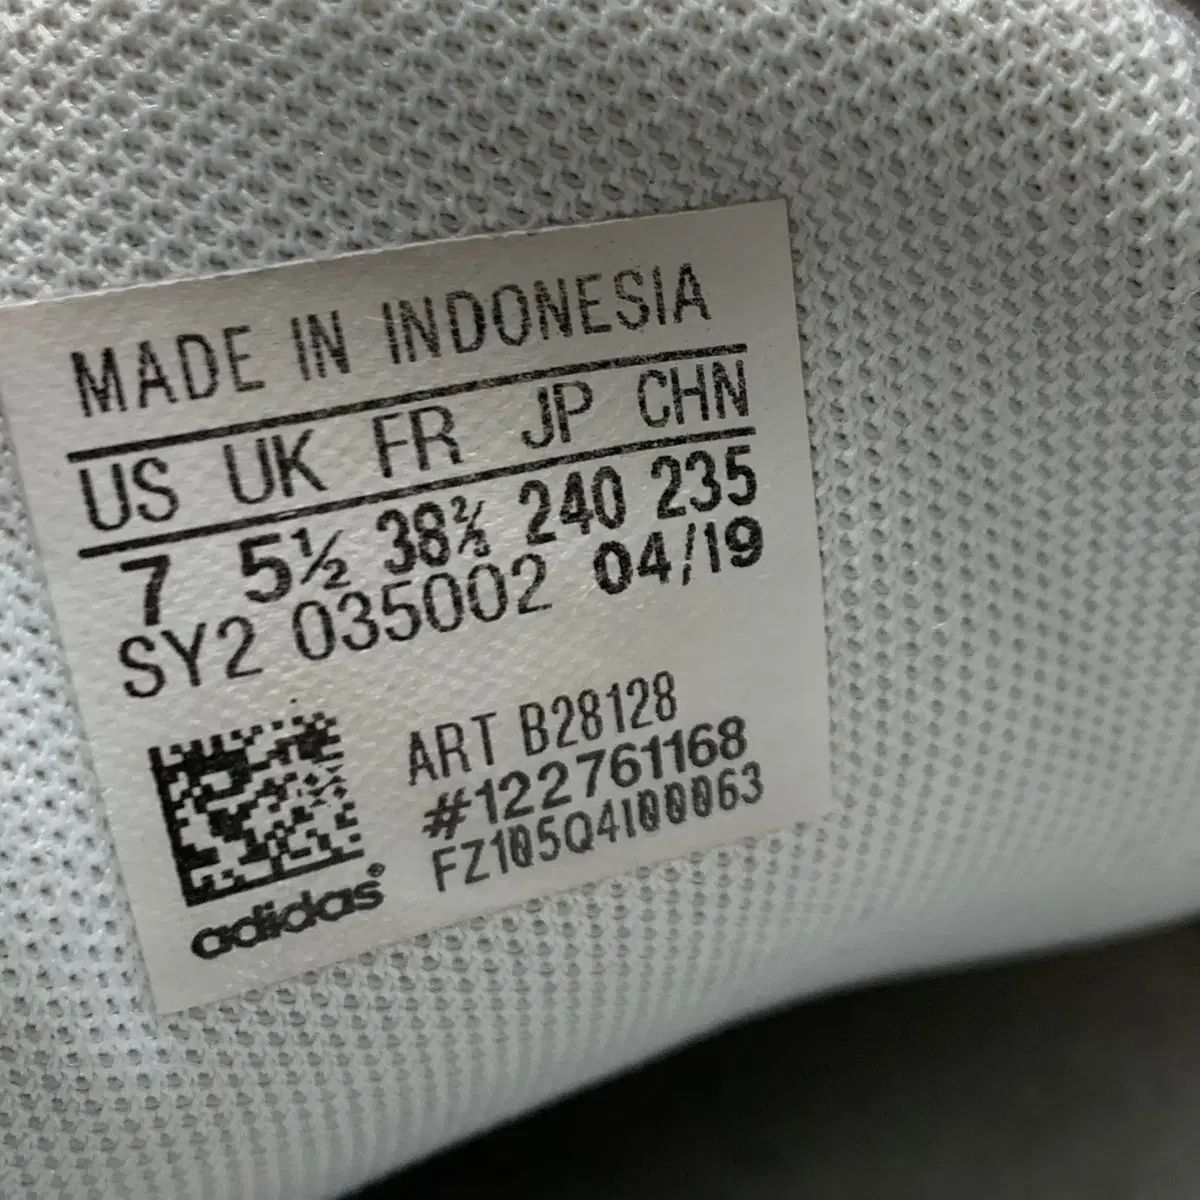 MADE IN INDONESIA
US UK FR JP CHN
7 5½ 38⅔ 240 235
SY2 035002 04/19
ART B28128
#122761168
FZ105Q4I00063
adidas®